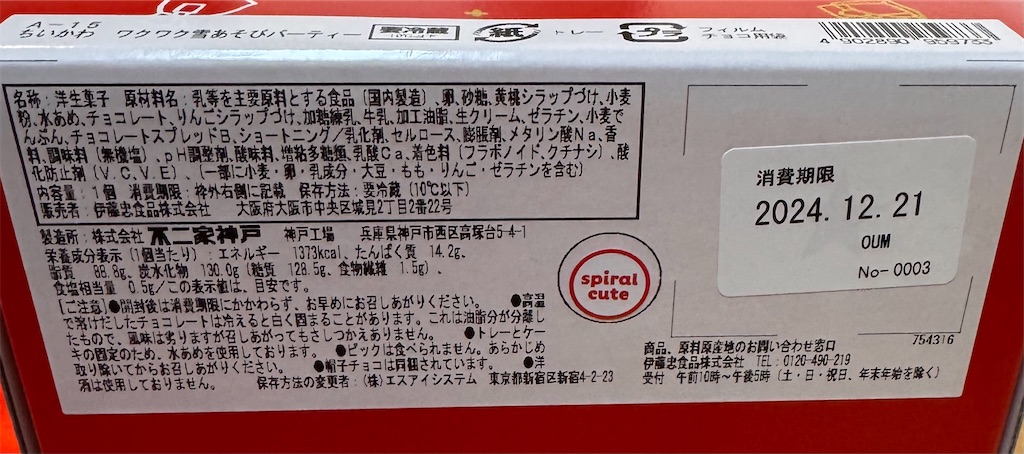 A-15
ちいかわ ワクワク雪あそびパーティー 要冷蔵 10℃以下 紙 トレー プラ フィルム チョコ用袋
4 902890 953753
名称:洋生菓子 原材料名:乳等を主要原料とする食品(国内製造)、卵、砂糖、黄桃シラップづけ、小麦
粉、水あめ、チョコレート、りんごシラップづけ、加糖練乳、牛乳、加工油脂、生クリーム、ゼラチン、小麦で
んぷん、チョコレートスプレッドB、ショートニング/乳化剤、セルロース、膨脹剤、メタリン酸Na、香
料、調味料(無機塩)、pH調整剤、酸味料、増粘多糖類、乳酸Ca、着色料(フラボノイド、クチナシ)、酸
化防止剤(V.C、V.E)、(一部に小麦・卵・乳成分・大豆・もも・りんご・ゼラチンを含む)
内容量:1個 消費期限:枠外右側に記載 保存方法:要冷蔵(10℃以下)
販売者:伊藤忠食品株式会社 大阪府大阪市中央区城見2丁目2番22号
製造所:株式会社 不二家神戸 神戸工場 兵庫県神戸市西区高塚台5-4-1
栄養成分表示(1個当たり):エネルギー 1373kcal、たんぱく質 14.2g、
脂質 88.8g、炭水化物 130.0g(糖質 128.5g、食物繊維 1.5g)、
食塩相当量 0.5g/この表示値は、目安です。
[ご注意]●開封後は消費期限にかかわらず、お早めにお召しあがりください。 ●高温
で溶けだしたチョコレートは冷えると白く固まることがあります。これは油脂分が分離し
たもので、風味は劣りますが召しあがってもさしつかえありません。 ●トレーとケー
キの固定のため、水あめを使用しております。 ●ピックは食べられません。あらかじめ
取り除いてからお召しあがりください。 ●帽子チョコは同梱されています。 ●洋
酒は使用しておりません。 保存方法の変更者:(株)エスアイシステム 東京都新宿区新宿4-2-23
spiral
cute
消費期限
2024.12.21
OUM
No-0003
754316
商品、原料原産地のお問い合わせ窓口
伊藤忠食品株式会社 TEL:0120-490-219
受付 午前10時～午後5時(土・日・祝日、年末年始を除く)